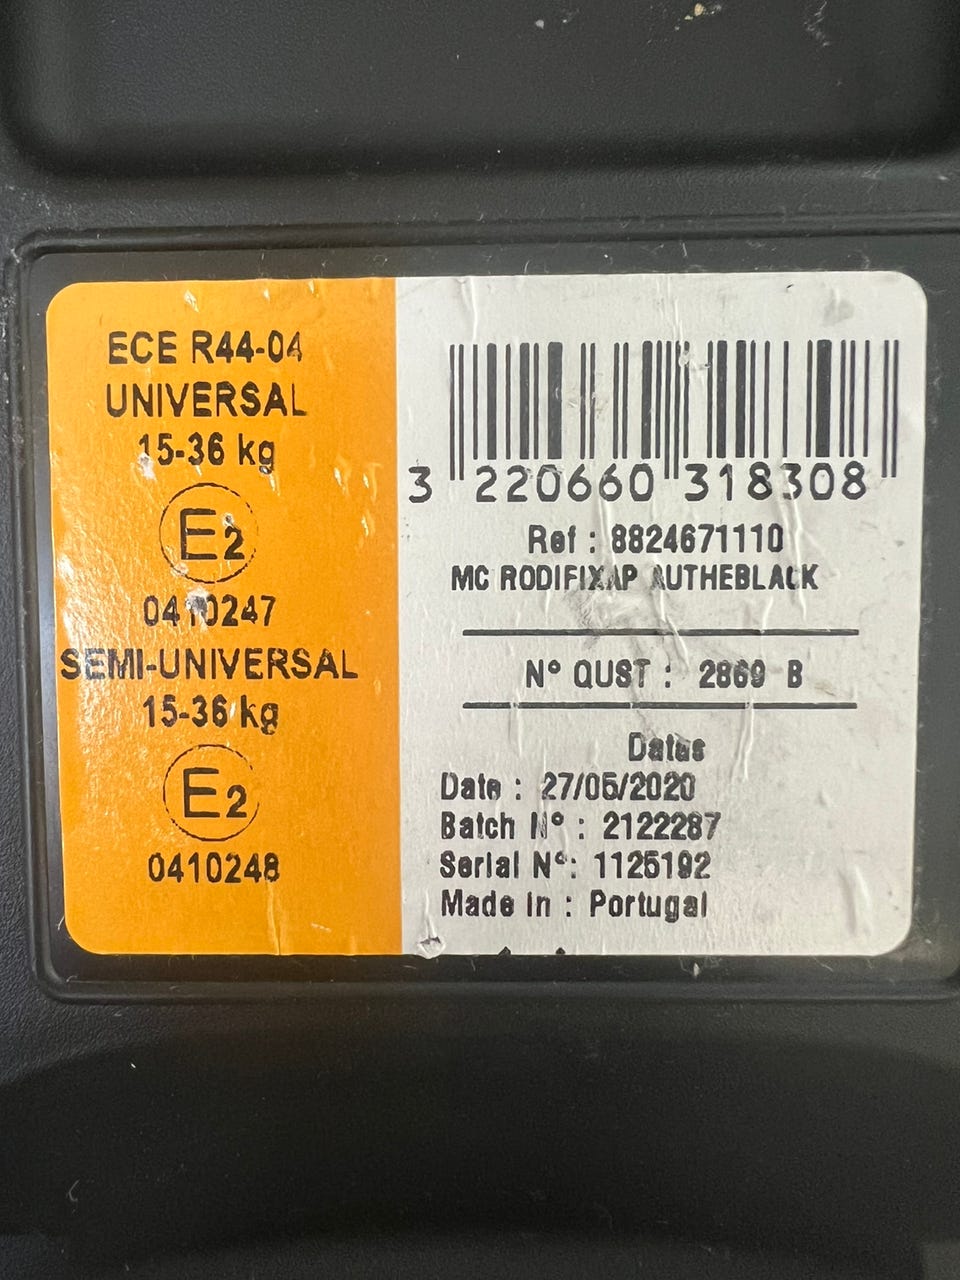 ECE R44-04
UNIVERSAL
15-36 kg
E2
0410247
SEMI-UNIVERSAL
15-36 kg
E2
0410248
3 220660 318308
Ref : 8824671110
MC RODIFIXAP AUTHEBLACK
N° QUST : 2869 B
Datas
Date : 27/05/2020
Batch N° : 2122287
Serial N°: 1125192
Made in : Portugal